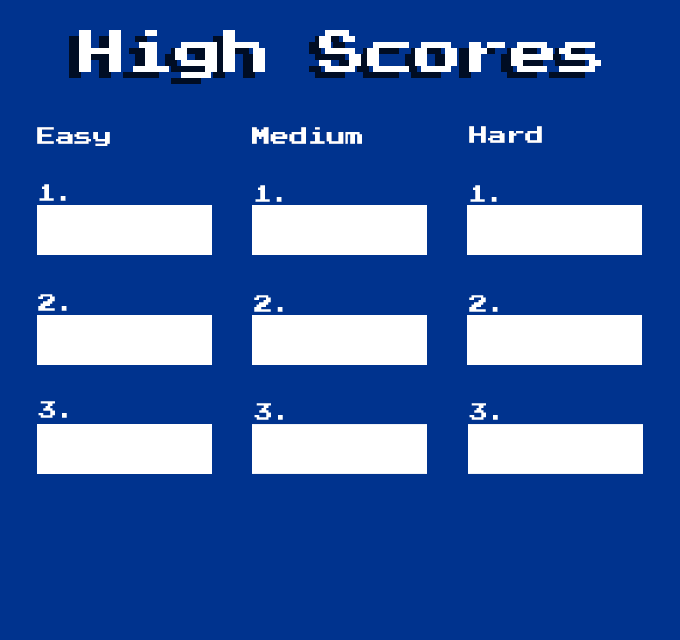 High Scores
Easy Medium Hard
1. 1. 1.
2. 2. 2.
3. 3. 3.